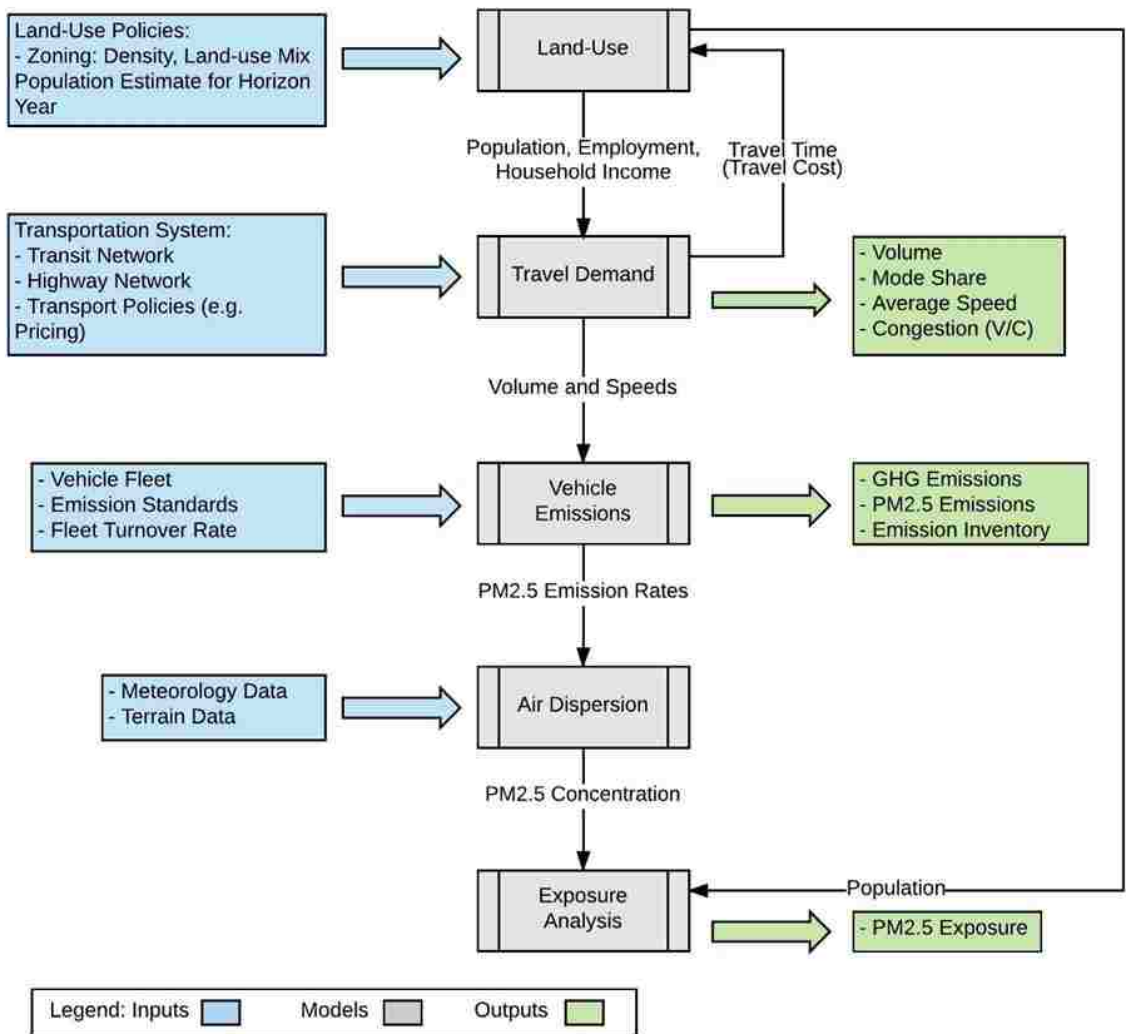 Land-Use Policies:
- Zoning: Density, Land-use Mix
Population Estimate for Horizon
Year
Land-Use
Population, Employment,
Household Income
Travel Time
(Travel Cost)
Transportation System:
- Transit Network
- Highway Network
- Transport Policies (e.g.
Pricing)
Travel Demand
- Volume
- Mode Share
- Average Speed
- Congestion (V/C)
Volume and Speeds
- Vehicle Fleet
- Emission Standards
- Fleet Turnover Rate
Vehicle
Emissions
- GHG Emissions
- PM2.5 Emissions
- Emission Inventory
PM2.5 Emission Rates
- Meteorology Data
- Terrain Data
Air Dispersion
PM2.5 Concentration
Exposure
Analysis
Population
- PM2.5 Exposure
Legend: Inputs Models Outputs